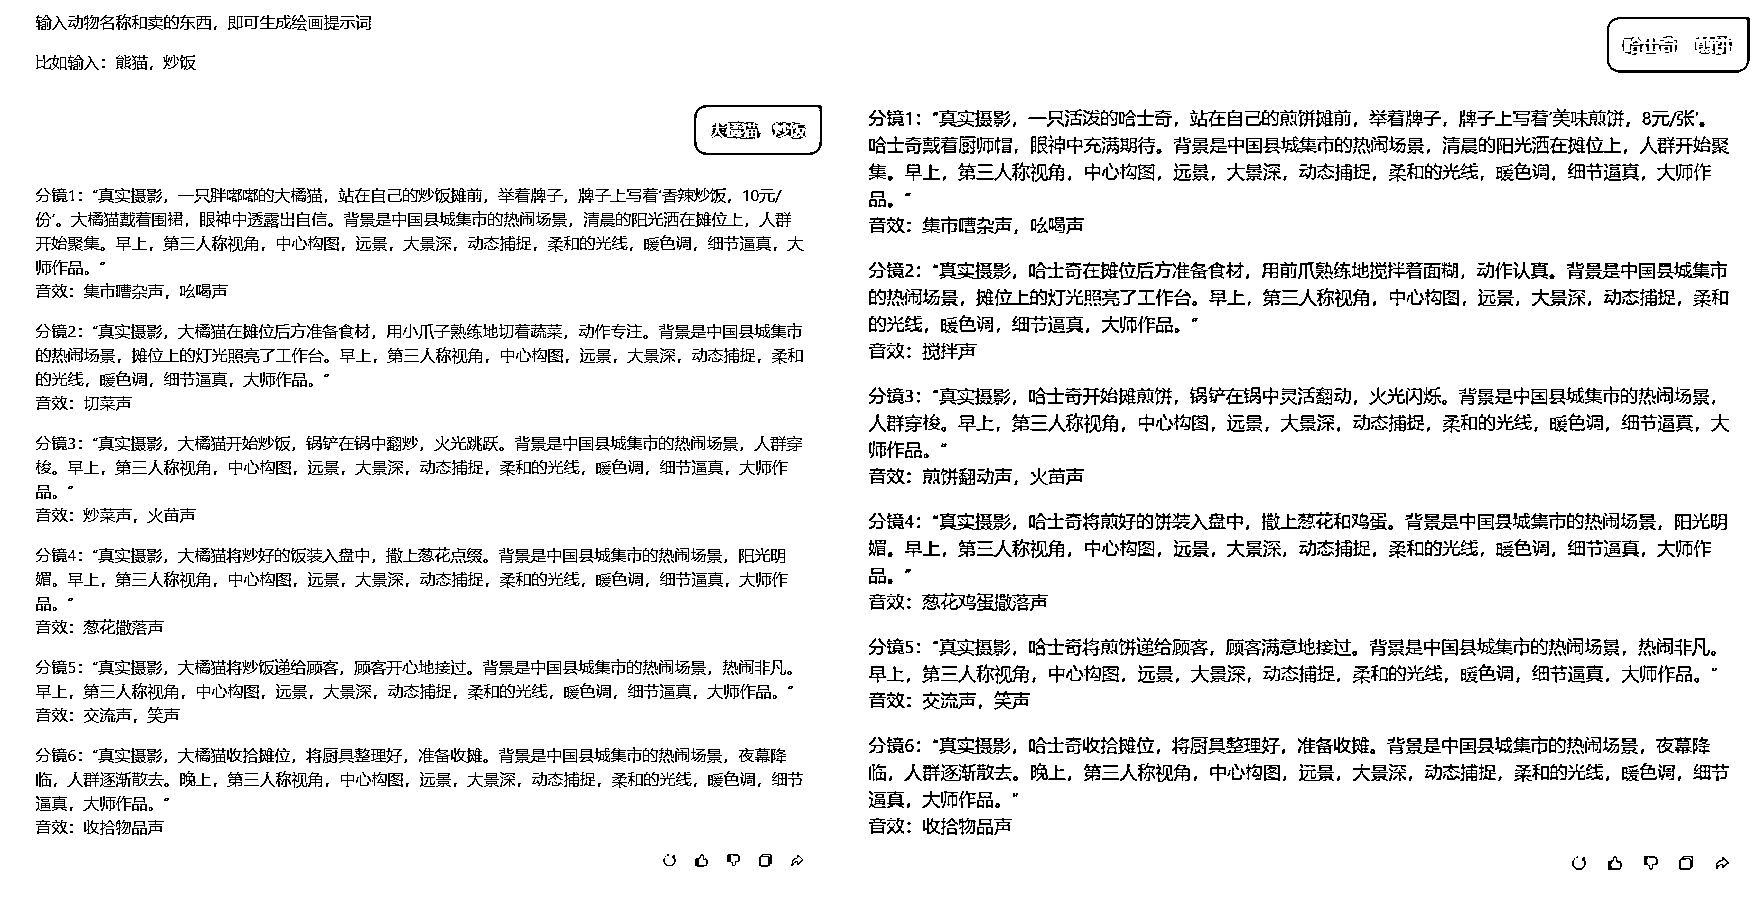 输入动物名称和卖的东西，即可生成绘画提示词
比如输入：熊猫，炒饭
大橘猫 炒饭
分镜1：“真实摄影，一只胖嘟嘟的大橘猫，站在自己的炒饭摊前，举着牌子，牌子上写着‘香辣炒饭，10元/
份’。大橘猫戴着围裙，眼神中透露出自信。背景是中国县城集市的热闹场景，清晨的阳光洒在摊位上，人群
开始聚集。早上，第三人称视角，中心构图，远景，大景深，动态捕捉，柔和的光线，暖色调，细节逼真，大
师作品。”
音效：集市嘈杂声，吆喝声
分镜2：“真实摄影，大橘猫在摊位后方准备食材，用小爪子熟练地切着蔬菜，动作专注。背景是中国县城集市
的热闹场景，摊位上的灯光照亮了工作台。早上，第三人称视角，中心构图，远景，大景深，动态捕捉，柔和
的光线，暖色调，细节逼真，大师作品。”
音效：切菜声
分镜3：“真实摄影，大橘猫开始炒饭，锅铲在锅中翻炒，火光跳跃。背景是中国县城集市的热闹场景，人群穿
梭。早上，第三人称视角，中心构图，远景，大景深，动态捕捉，柔和的光线，暖色调，细节逼真，大师作
品。”
音效：炒菜声，火苗声
分镜4：“真实摄影，大橘猫将炒好的饭装入盘中，撒上葱花点缀。背景是中国县城集市的热闹场景，阳光明
媚。早上，第三人称视角，中心构图，远景，大景深，动态捕捉，柔和的光线，暖色调，细节逼真，大师作
品。”
音效：葱花撒落声
分镜5：“真实摄影，大橘猫将炒饭递给顾客，顾客开心地接过。背景是中国县城集市的热闹场景，热闹非凡。
早上，第三人称视角，中心构图，远景，大景深，动态捕捉，柔和的光线，暖色调，细节逼真，大师作品。”
音效：交流声，笑声
分镜6：“真实摄影，大橘猫收拾摊位，将厨具整理好，准备收摊。背景是中国县城集市的热闹场景，夜幕降
临，人群逐渐散去。晚上，第三人称视角，中心构图，远景，大景深，动态捕捉，柔和的光线，暖色调，细节
逼真，大师作品。”
音效：收拾物品声
哈士奇 煎饼
分镜1：“真实摄影，一只活泼的哈士奇，站在自己的煎饼摊前，举着牌子，牌子上写着‘美味煎饼，8元/张’。
哈士奇戴着厨师帽，眼神中充满期待。背景是中国县城集市的热闹场景，清晨的阳光洒在摊位上，人群开始聚
集。早上，第三人称视角，中心构图，远景，大景深，动态捕捉，柔和的光线，暖色调，细节逼真，大师作
品。”
音效：集市嘈杂声，吆喝声
分镜2：“真实摄影，哈士奇在摊位后方准备食材，用前爪熟练地搅拌着面糊，动作认真。背景是中国县城集市
的热闹场景，摊位上的灯光照亮了工作台。早上，第三人称视角，中心构图，远景，大景深，动态捕捉，柔和
的光线，暖色调，细节逼真，大师作品。”
音效：搅拌声
分镜3：“真实摄影，哈士奇开始摊煎饼，锅铲在锅中灵活翻动，火光闪烁。背景是中国县城集市的热闹场景，
人群穿梭。早上，第三人称视角，中心构图，远景，大景深，动态捕捉，柔和的光线，暖色调，细节逼真，大
师作品。”
音效：煎饼翻动声，火苗声
分镜4：“真实摄影，哈士奇将煎好的饼装入盘中，撒上葱花和鸡蛋。背景是中国县城集市的热闹场景，阳光明
媚。早上，第三人称视角，中心构图，远景，大景深，动态捕捉，柔和的光线，暖色调，细节逼真，大师作
品。”
音效：葱花鸡蛋撒落声
分镜5：“真实摄影，哈士奇将煎饼递给顾客，顾客满意地接过。背景是中国县城集市的热闹场景，热闹非凡。
早上，第三人称视角，中心构图，远景，大景深，动态捕捉，柔和的光线，暖色调，细节逼真，大师作品。”
音效：交流声，笑声
分镜6：“真实摄影，哈士奇收拾摊位，将厨具整理好，准备收摊。背景是中国县城集市的热闹场景，夜幕降
临，人群逐渐散去。晚上，第三人称视角，中心构图，远景，大景深，动态捕捉，柔和的光线，暖色调，细节
逼真，大师作品。”
音效：收拾物品声